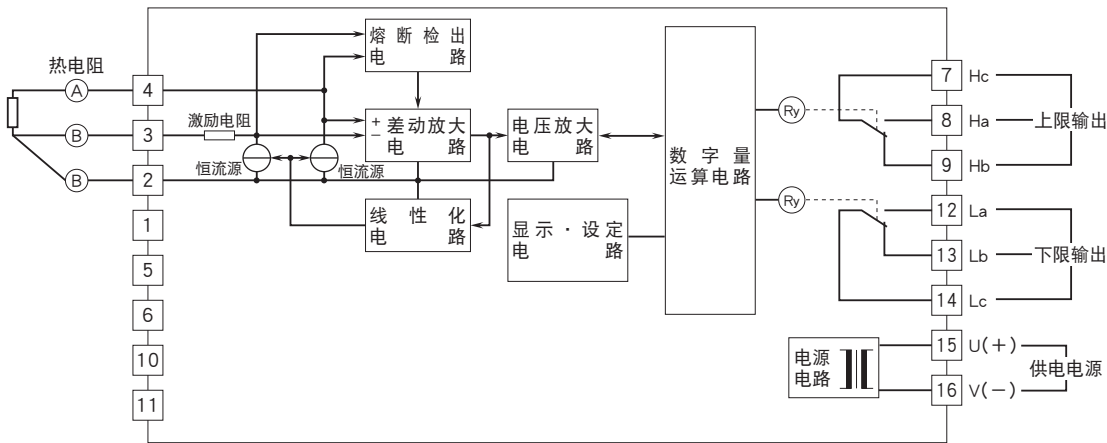 热电阻
A
B
B
4
3
2
1
5
6
10
11
激励电阻
恒流源
恒流源
熔断检出
电路
+
−
差动放大
电路
线性化
电路
电压放大
电路
显示・设定
电路
数字量
运算电路
Ry
Ry
电源
电路
7 Hc
8 Ha
9 Hb
上限输出
12 La
13 Lb
14 Lc
下限输出
15 U(+)
16 V(−)
供电电源